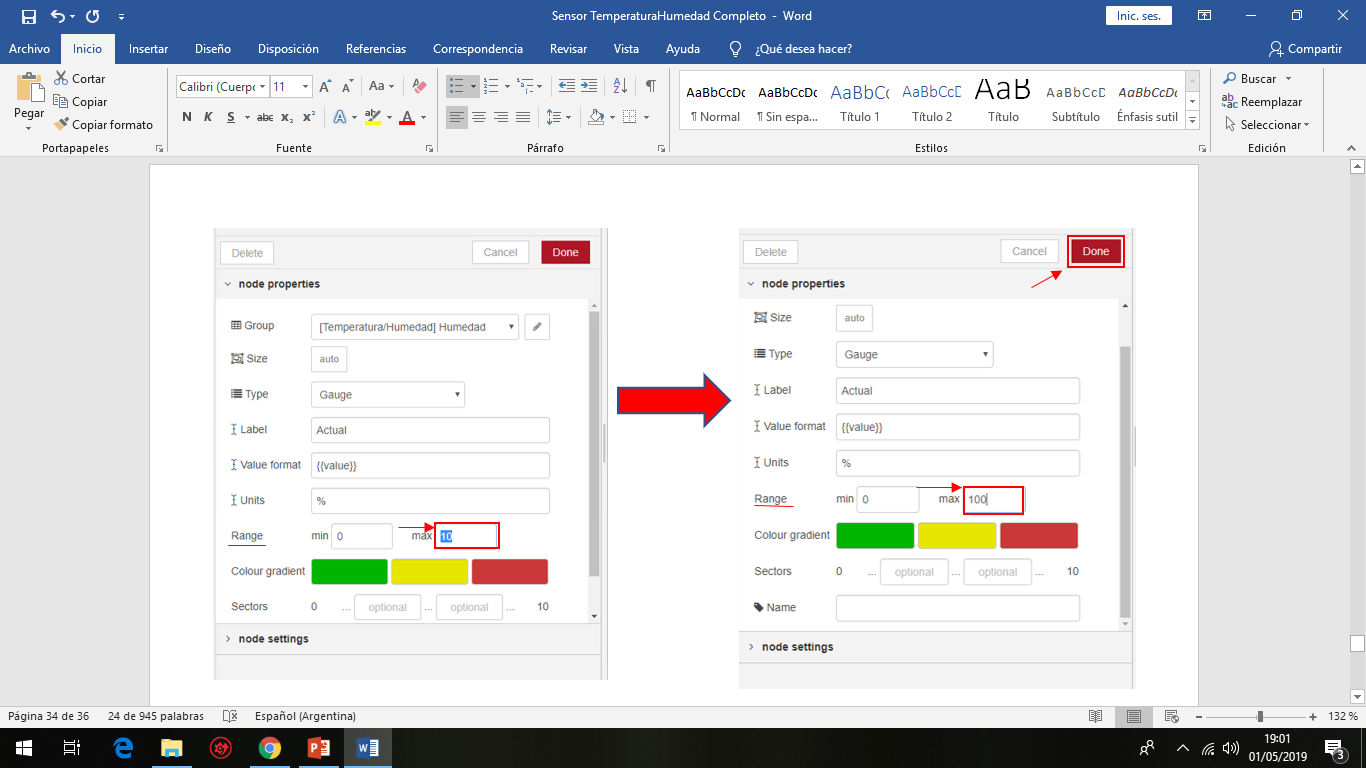 Sensor TemperaturaHumedad Completo - Word
Inic. ses.
Archivo Inicio Insertar Diseño Disposición Referencias Correspondencia Revisar Vista Ayuda ¿Qué desea hacer? Compartir
Pegar
Cortar
Copiar
Copiar formato
Portapapeles
Calibri (Cuerpo 11 Aa
N K S abc x₂ x² A A
Fuente
Párrafo
AaBbCcDc AaBbCcDc AaBbCc AaBbCcD AaB AaBbCcD AaBbCcDc
¶ Normal ¶ Sin espa... Título 1 Título 2 Título Subtítulo Énfasis sutil
Estilos
Buscar
Reemplazar
Seleccionar
Edición
Delete Cancel Done
node properties
Group [Temperatura/Humedad] Humedad
Size auto
Type Gauge
Label Actual
Value format {{value}}
Units %
Range min 0 max 10
Colour gradient
Sectors 0 ... optional ... optional ... 10
node settings
Delete Cancel Done
node properties
Size auto
Type Gauge
Label Actual
Value format {{value}}
Units %
Range min 0 max 100
Colour gradient
Sectors 0 ... optional ... optional ... 10
Name
node settings
Página 34 de 36 24 de 945 palabras Español (Argentina) 132 %
19:01
01/05/2019
3